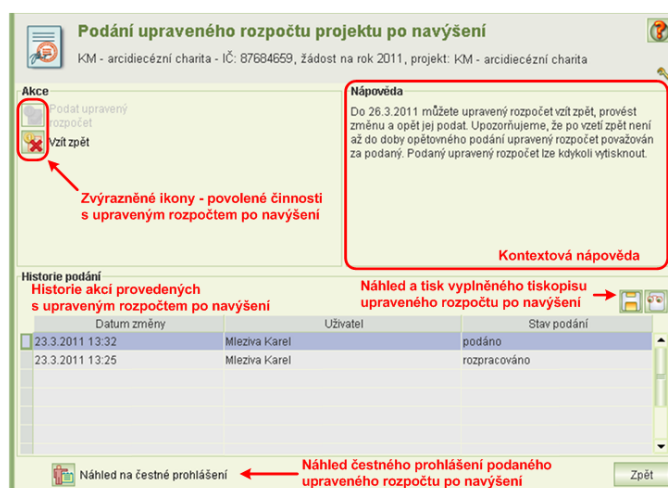 Podání upraveného rozpočtu projektu po navýšení
KM - arcidiecézní charita - IČ: 87684659, žádost na rok 2011, projekt: KM - arcidiecézní charita
Akce
Podat upravený
rozpočet
Vzít zpět
Zvýrazněné ikony - povolené činnosti
s upraveným rozpočtem po navýšení
Nápověda
Do 26.3.2011 můžete upravený rozpočet vzít zpět, provést
změnu a opět jej podat. Upozorňujeme, že po vzetí zpět není
až do doby opětovného podání upravený rozpočet považován
za podaný. Podaný upravený rozpočet lze kdykoli vytisknout.
Kontextová nápověda
Historie podání
Historie akcí provedených
s upraveným rozpočtem po navýšení
Náhled a tisk vyplněného tiskopisu
upraveného rozpočtu po navýšení
Datum změny Uživatel Stav podání
23.3.2011 13:32 Mleziva Karel podáno
23.3.2011 13:25 Mleziva Karel rozpracováno
Náhled na čestné prohlášení
Náhled čestného prohlášení podaného
upraveného rozpočtu po navýšení
Zpět